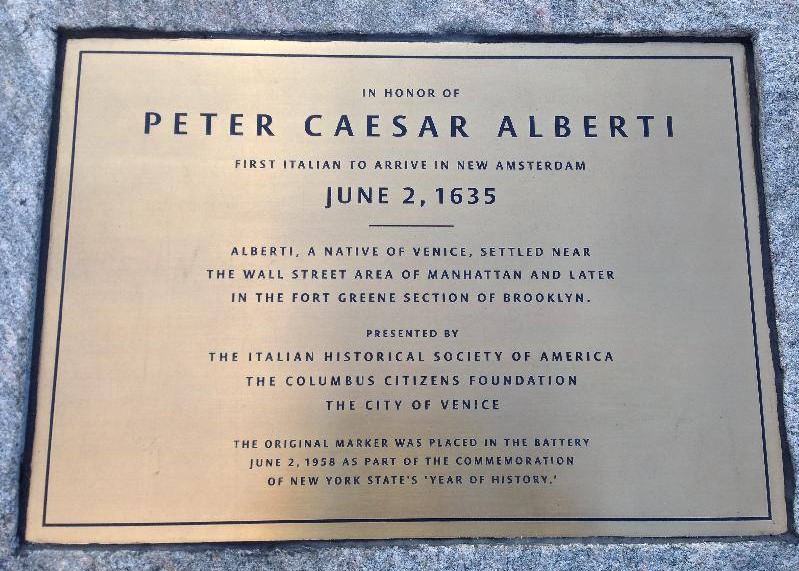 IN HONOR OF
PETER CAESAR ALBERTI
FIRST ITALIAN TO ARRIVE IN NEW AMSTERDAM
JUNE 2, 1635
ALBERTI, A NATIVE OF VENICE, SETTLED NEAR
THE WALL STREET AREA OF MANHATTAN AND LATER
IN THE FORT GREENE SECTION OF BROOKLYN.
PRESENTED BY
THE ITALIAN HISTORICAL SOCIETY OF AMERICA
THE COLUMBUS CITIZENS FOUNDATION
THE CITY OF VENICE
THE ORIGINAL MARKER WAS PLACED IN THE BATTERY
JUNE 2, 1958 AS PART OF THE COMMEMORATION
OF NEW YORK STATE'S 'YEAR OF HISTORY.'